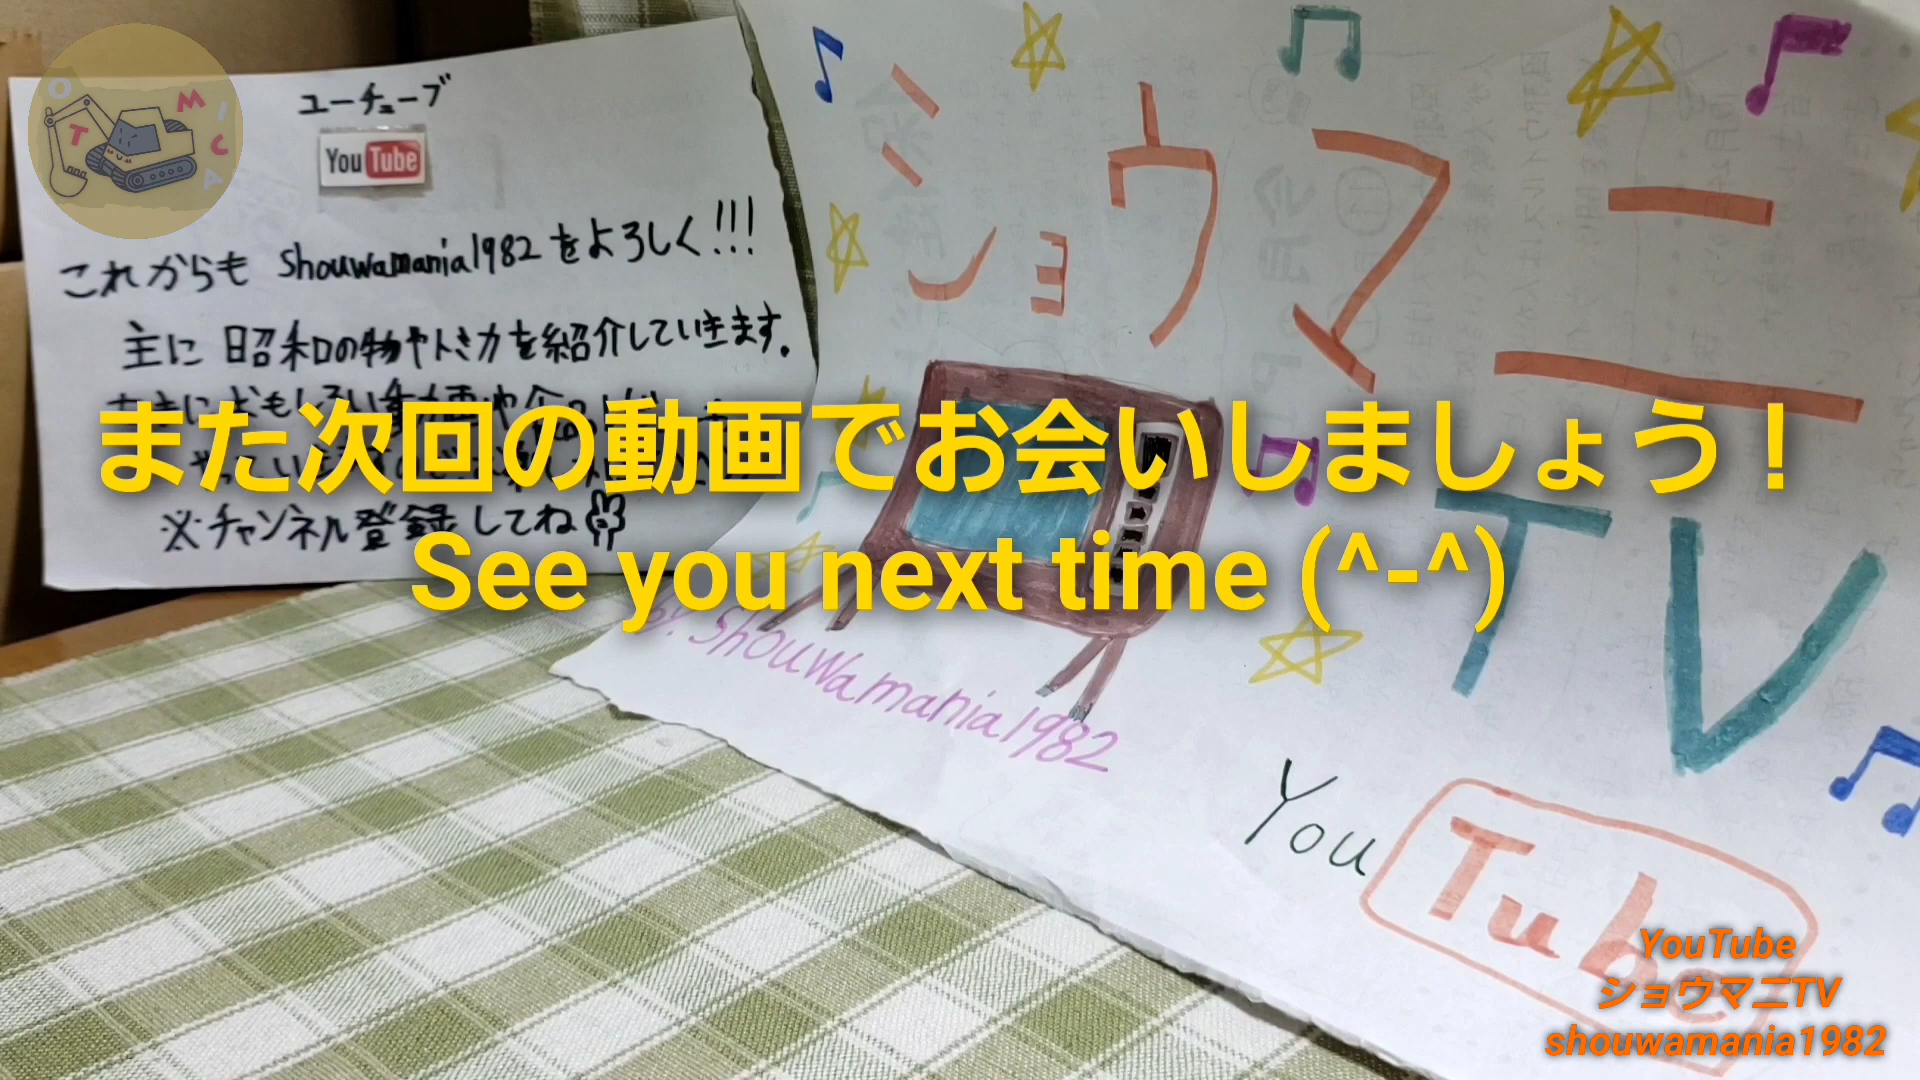 OTMICA
ユーチューブ
YouTube
これからも shouwamania1982 をよろしく!!!
主に昭和の物やトミカを紹介していきます。
※チャンネル登録してね
ショウマニ
TV
by. shouwamania1982
You Tube
また次回の動画でお会いしましょう！
See you next time (^-^)
YouTube
ショウマニTV
shouwamania1982